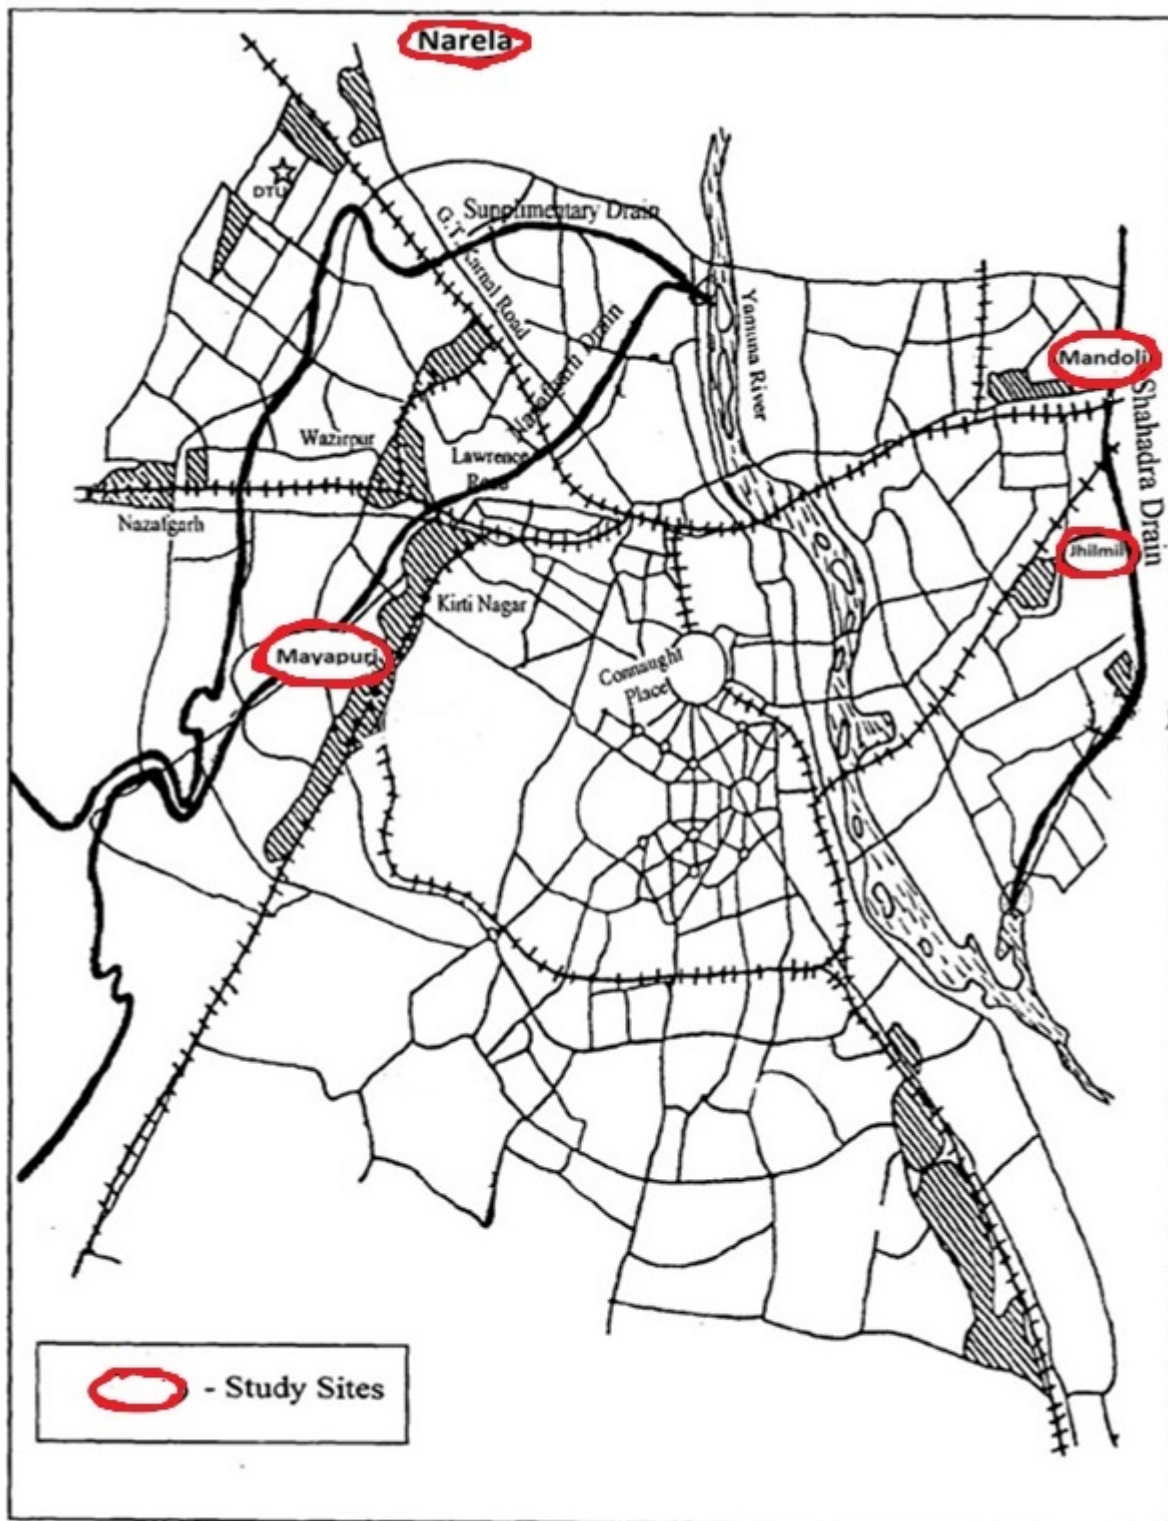 Narela
DTU
Supplimentary Drain
G.T. Karnal Road
Najafgarh Drain
Yamuna River
Mandoli
Shahadra Drain
Wazirpur
Lawrence
Road
Nazafgarh
Jhilmil
Kirti Nagar
Mayapuri
Connaught
Place
- Study Sites